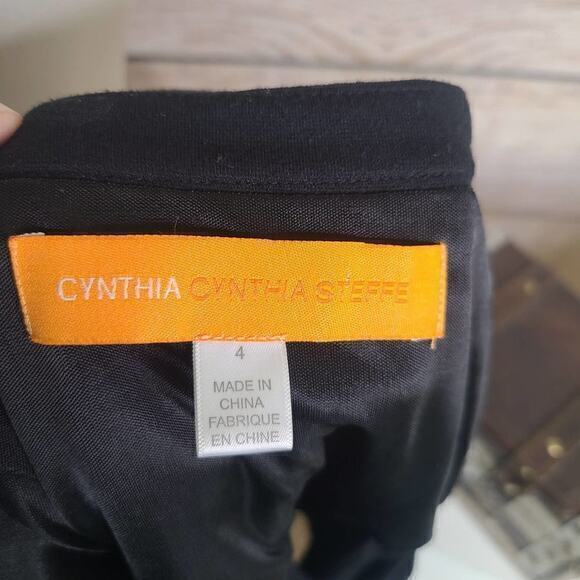 CYNTHIA CYNTHIA STEFFE
4
MADE IN
CHINA
FABRIQUE
EN CHINE